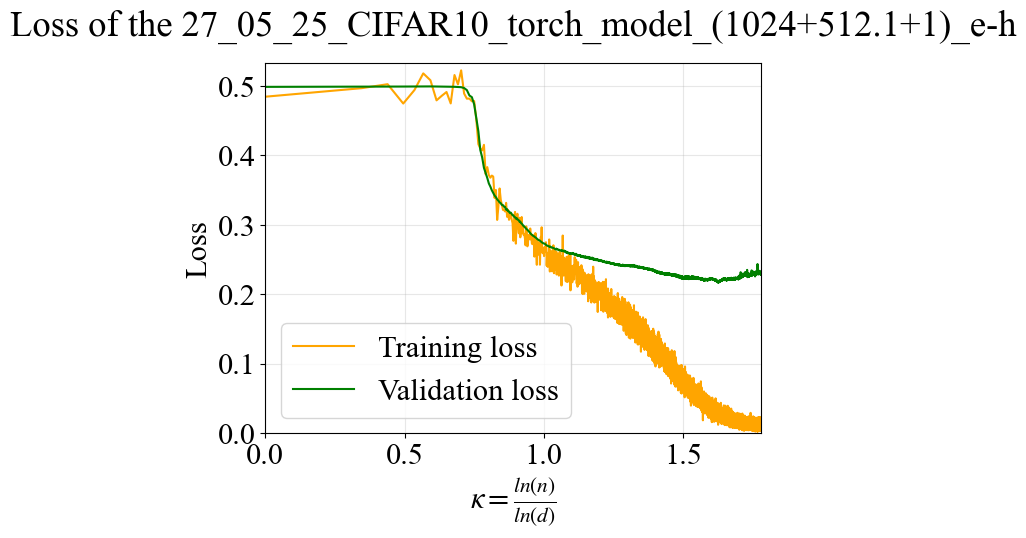 Loss of the 27_05_25_CIFAR10_torch_model_(1024+512.1+1)_e-h
0.5
0.4
0.3
0.2
0.1
0.0
Loss
Training loss
Validation loss
0.0 0.5 1.0 1.5
κ = ln(n)/ln(d)